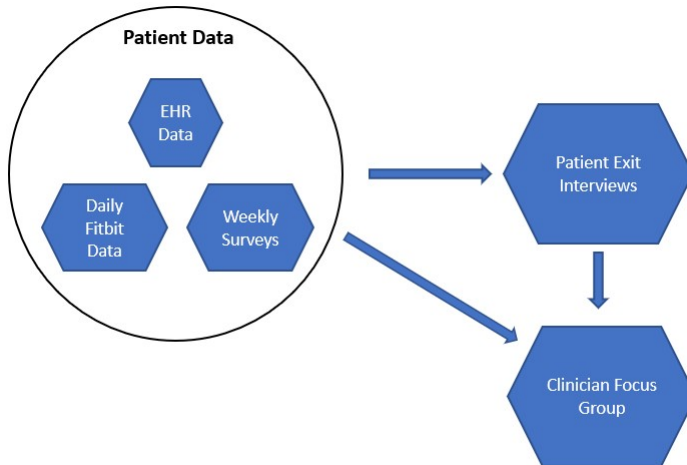 Patient Data
EHR
Data
Daily
Fitbit
Data
Weekly
Surveys
Patient Exit
Interviews
Clinician Focus
Group